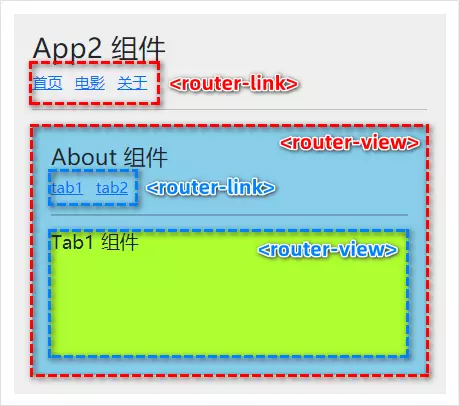 App2 组件
首页 电影 关于 <router-link>
<router-view>
About 组件
tab1 tab2 <router-link>
Tab1 组件 <router-view>